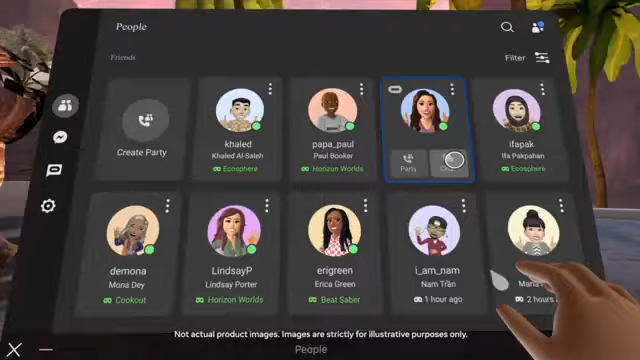 People
Friends
Filter
Create Party
khaled
Khaled Al-Saleh
Ecosphere
papa_paul
Paul Booker
Horizon Worlds
Party
ifapak
Ifa Pakpahan
Ecosphere
demona
Mona Dey
Cookout
LindsayP
Lindsay Porter
Horizon Worlds
erigreen
Erica Green
Beat Saber
i_am_nam
Nam Trần
1 hour ago
2 hours
Not actual product images. Images are strictly for illustrative purposes only.
People